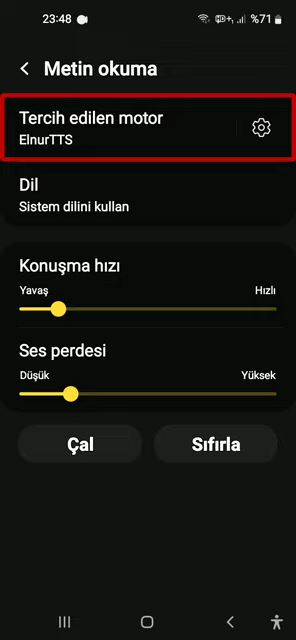 23:48
%71
Metin okuma
Tercih edilen motor
ElnurTTS
Dil
Sistem dilini kullan
Konuşma hızı
Yavaş Hızlı
Ses perdesi
Düşük Yüksek
Çal Sıfırla